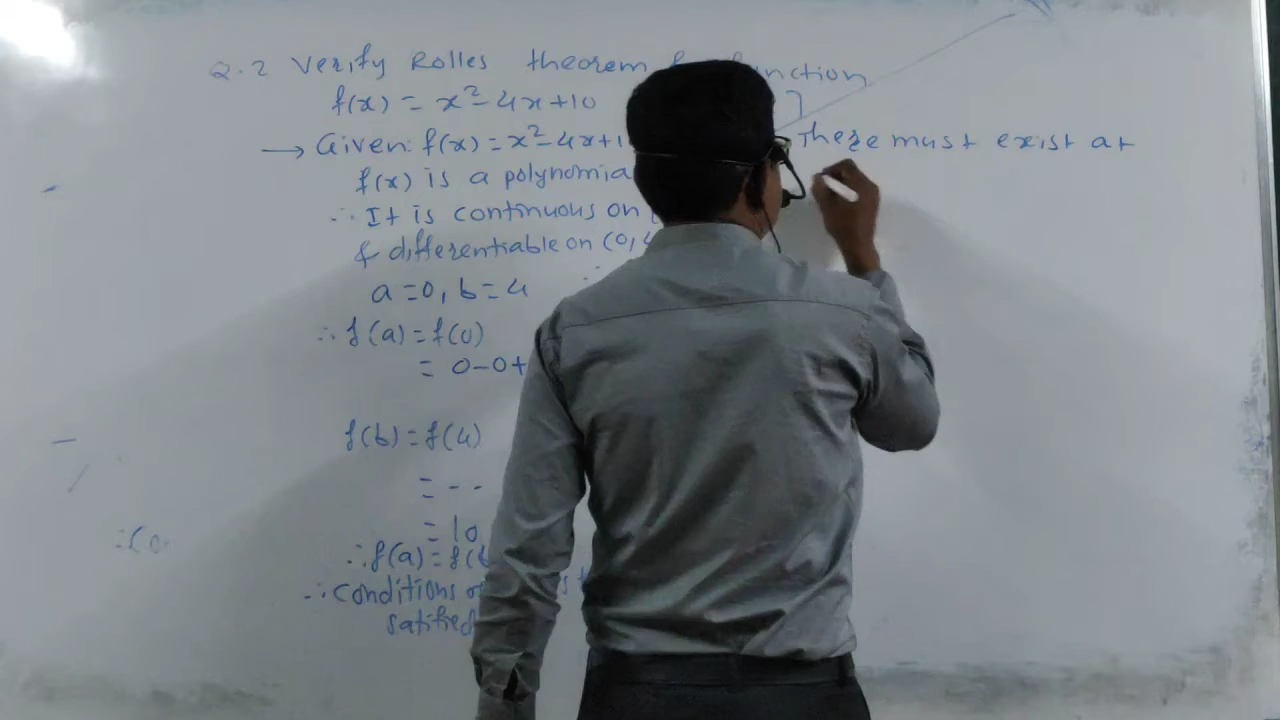 Q.2 Verify Rolles theorem function
f(x) = x²-4x+10 ]
→ Given: f(x) = x²-4x+1
f(x) is a polynomia
∴ It is continuous on
& differentiable on (0,4
a=0, b=4
∴ f(a) = f(0)
= 0-0+
f(b) = f(4)
= --
= 10
∴ f(a) = f(b
∴ conditions
satified
There must exist at